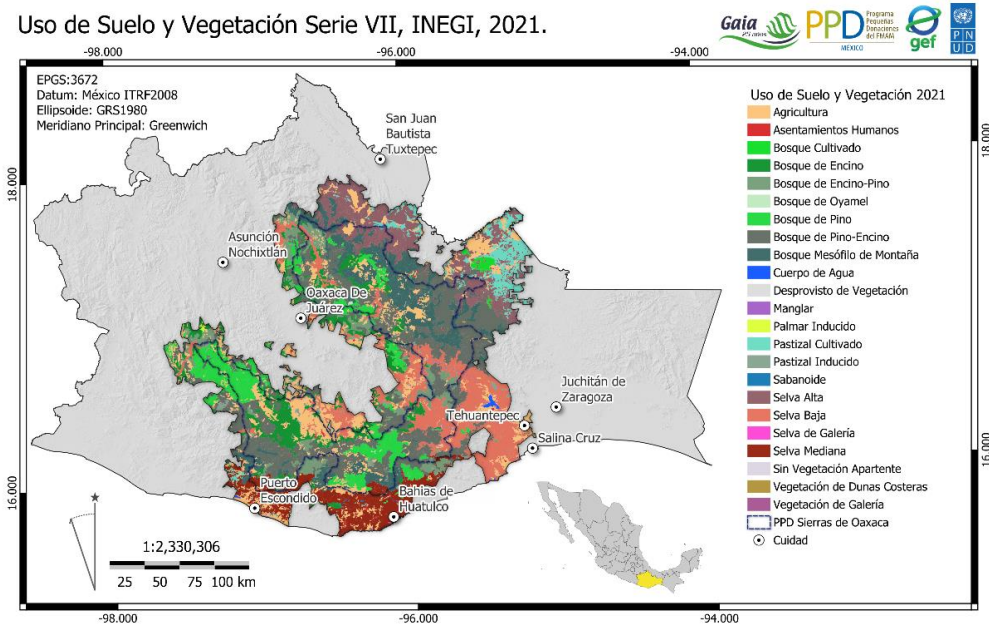 Uso de Suelo y Vegetación Serie VII, INEGI, 2021.
Gaia
25 años
PPD
MÉXICO
Programa
Pequeñas
Donaciones
del FMAM
gef
P N
U D
-98.000
-96.000
-94.000
EPGS:3672
Datum: México ITRF2008
Ellipsoide: GRS1980
Meridiano Principal: Greenwich
18.000
18.000
16.000
16.000
San Juan
Bautista
Tuxtepec
Asunción
Nochixtlán
Oaxaca De
Juárez
Juchitán de
Zaragoza
Tehuantepec
Salina Cruz
Puerto
Escondido
Bahias de
Huatulco
Uso de Suelo y Vegetación 2021
Agricultura
Asentamientos Humanos
Bosque Cultivado
Bosque de Encino
Bosque de Encino-Pino
Bosque de Oyamel
Bosque de Pino
Bosque de Pino-Encino
Bosque Mesófilo de Montaña
Cuerpo de Agua
Desprovisto de Vegetación
Manglar
Palmar Inducido
Pastizal Cultivado
Pastizal Inducido
Sabanoide
Selva Alta
Selva Baja
Selva de Galería
Selva Mediana
Sin Vegetación Apartente
Vegetación de Dunas Costeras
Vegetación de Galería
PPD Sierras de Oaxaca
Cuidad
1:2,330,306
25 50 75 100 km
-98.000
-96.000
-94.000